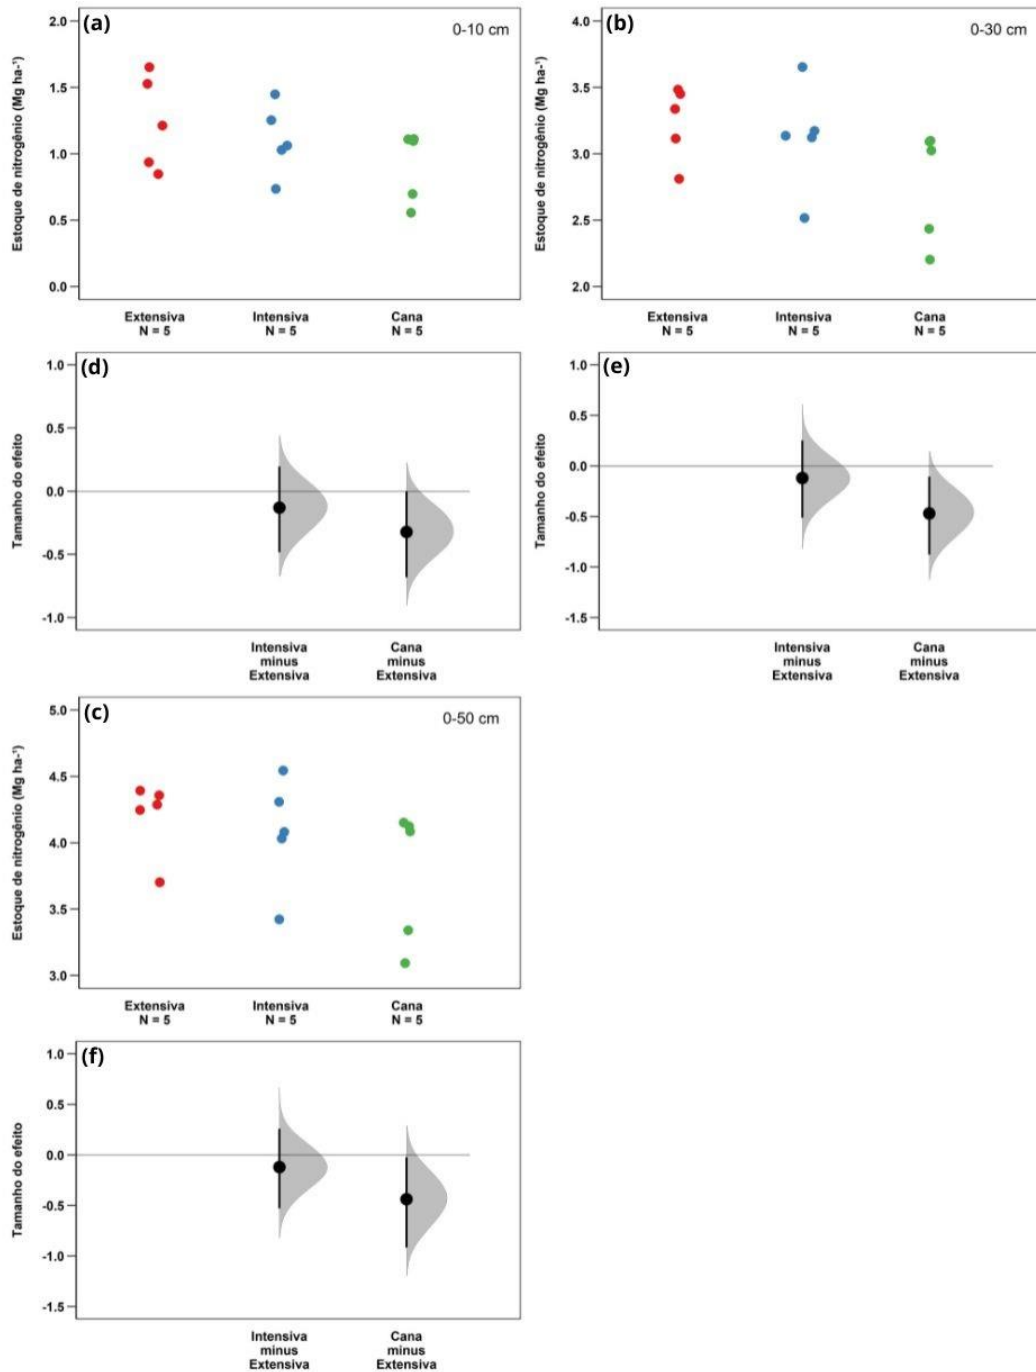 (a)
0-10 cm
Estoque de nitrogênio (Mg ha-¹)
2.0
1.5
1.0
0.5
0.0
Extensiva
N = 5
Intensiva
N = 5
Cana
N = 5
(b)
0-30 cm
Estoque de nitrogênio (Mg ha-¹)
4.0
3.5
3.0
2.5
2.0
Extensiva
N = 5
Intensiva
N = 5
Cana
N = 5
(d)
Tamanho do efeito
1.0
0.5
0.0
-0.5
-1.0
Intensiva
minus
Extensiva
Cana
minus
Extensiva
(e)
Tamanho do efeito
1.0
0.5
0.0
-0.5
-1.0
-1.5
Intensiva
minus
Extensiva
Cana
minus
Extensiva
(c)
0-50 cm
Estoque de nitrogênio (Mg ha-¹)
5.0
4.5
4.0
3.5
3.0
Extensiva
N = 5
Intensiva
N = 5
Cana
N = 5
(f)
Tamanho do efeito
1.0
0.5
0.0
-0.5
-1.0
-1.5
Intensiva
minus
Extensiva
Cana
minus
Extensiva